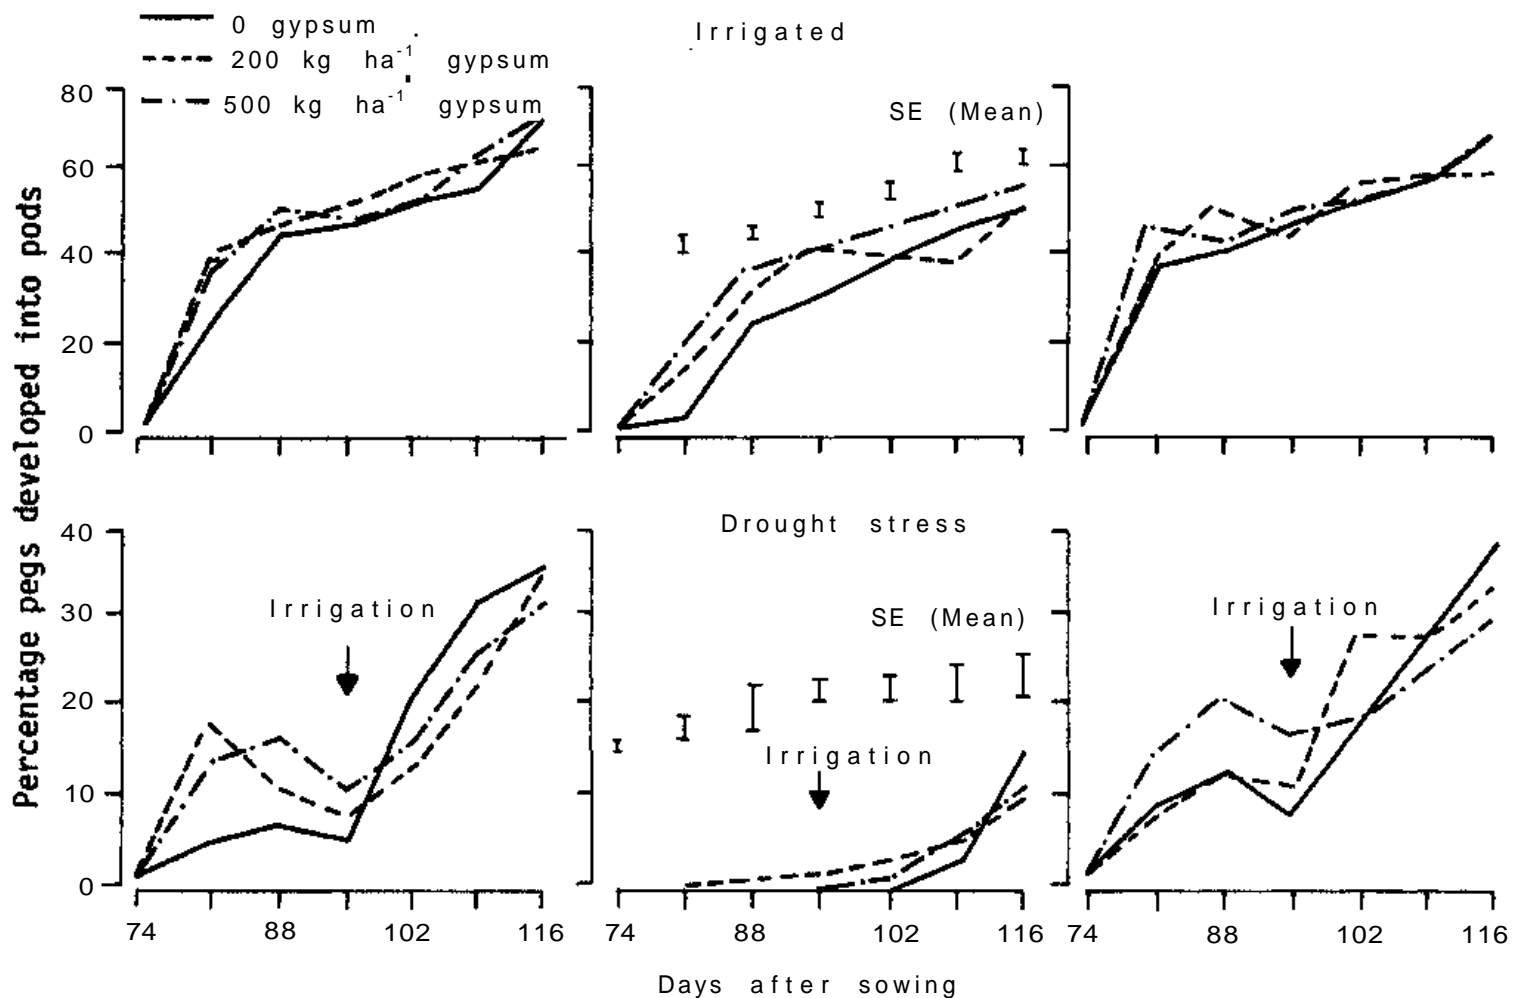 0 gypsum
200 kg ha-1 gypsum
500 kg ha-1 gypsum
Irrigated
SE (Mean)
80
60
40
20
0
Percentage pegs developed into pods
Drought stress
40
30
20
10
0
Irrigation
SE (Mean)
Irrigation
Irrigation
74 88 102 116
74 88 102 116
74 88 102 116
Days after sowing